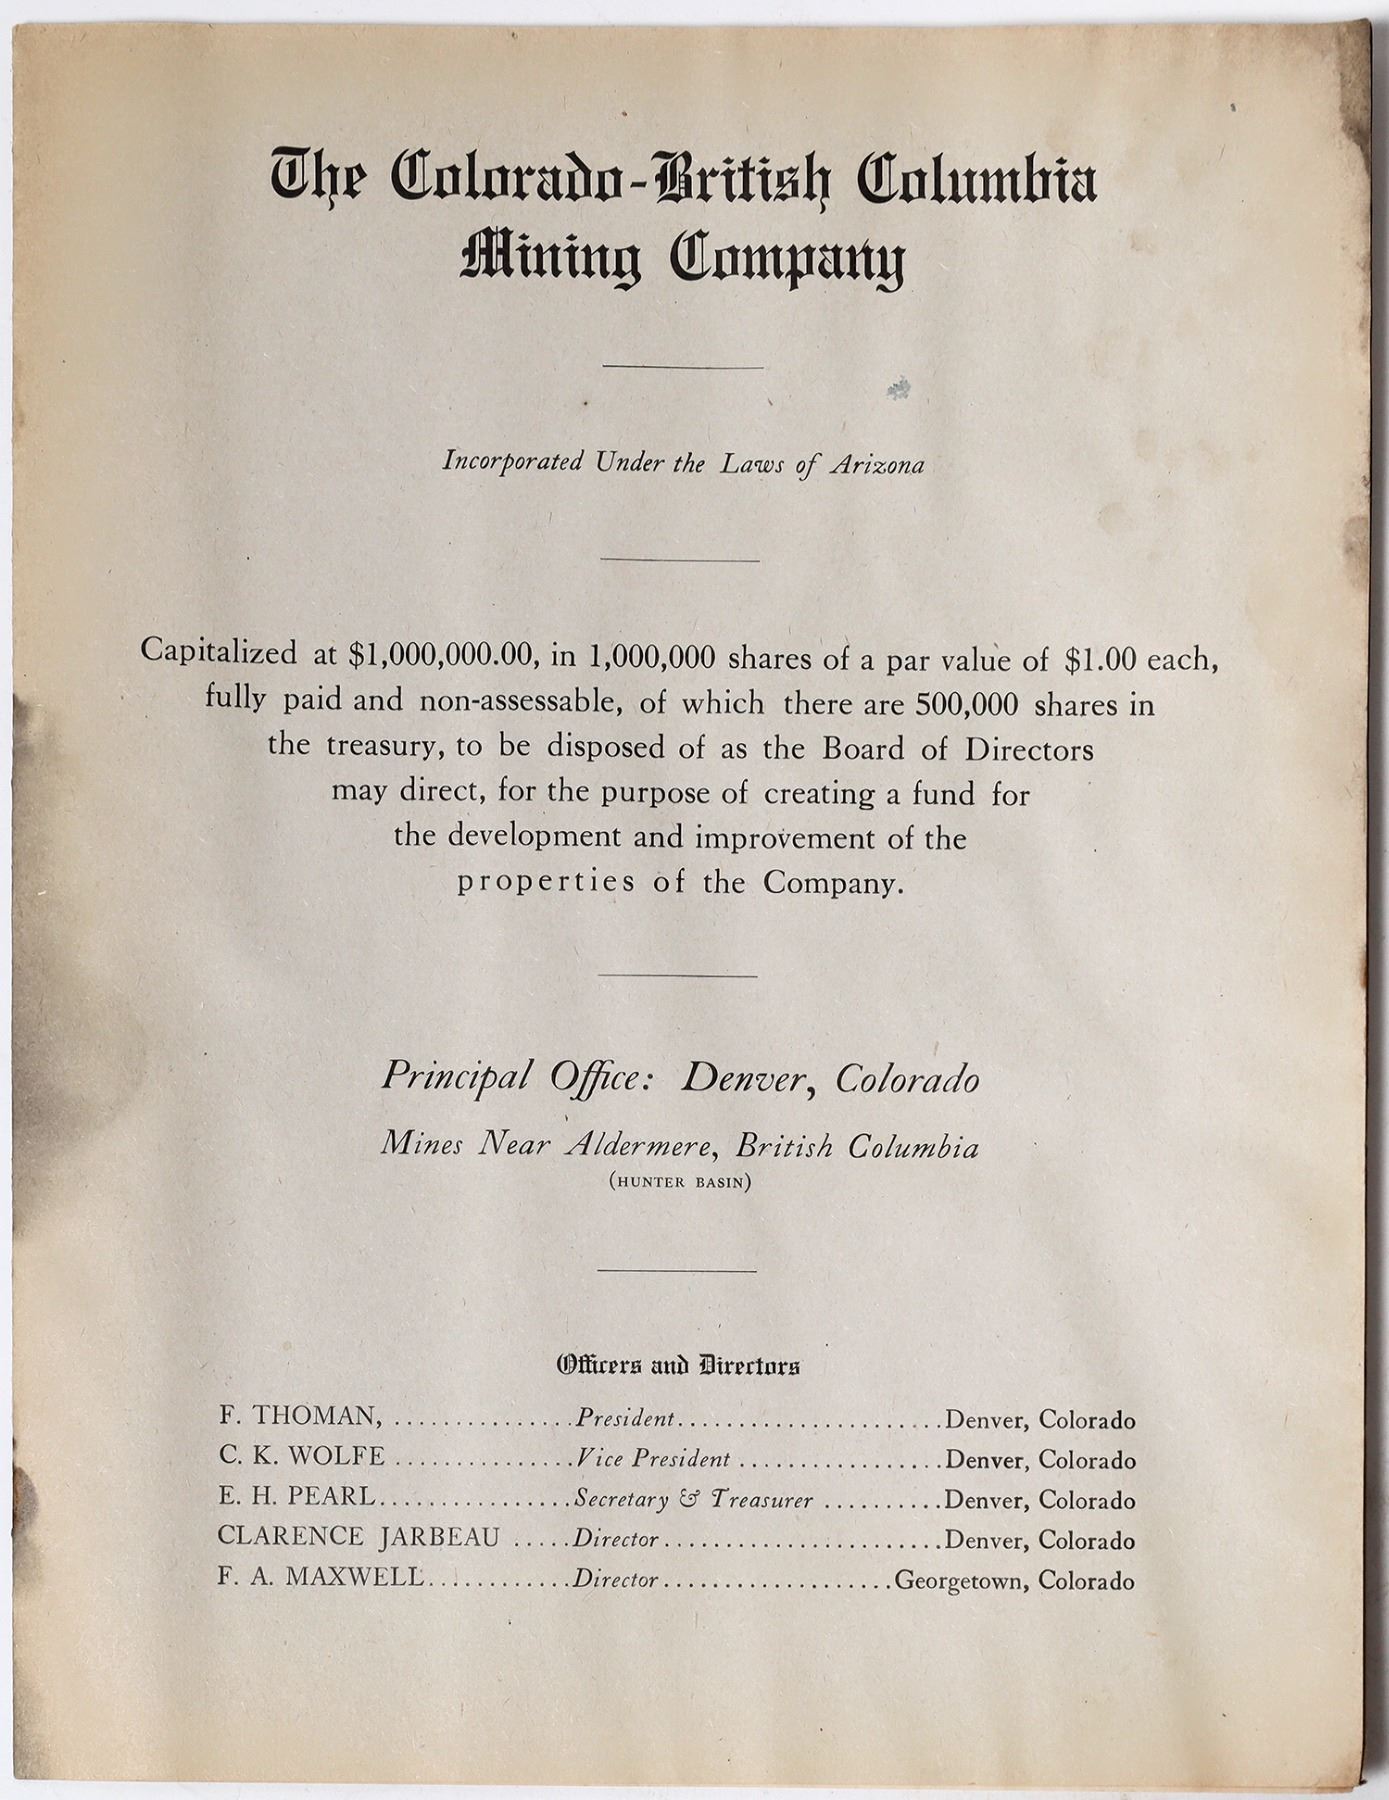 The Colorado-British Columbia
Mining Company
Incorporated Under the Laws of Arizona
Capitalized at $1,000,000.00, in 1,000,000 shares of a par value of $1.00 each,
fully paid and non-assessable, of which there are 500,000 shares in
the treasury, to be disposed of as the Board of Directors
may direct, for the purpose of creating a fund for
the development and improvement of the
properties of the Company.
Principal Office: Denver, Colorado
Mines Near Aldermere, British Columbia
(HUNTER BASIN)
Officers and Directors
F. THOMAN, ...............President......................Denver, Colorado
C. K. WOLFE ...............Vice President .................Denver, Colorado
E. H. PEARL................Secretary & Treasurer ..........Denver, Colorado
CLARENCE JARBEAU .....Director.......................Denver, Colorado
F. A. MAXWELL............Director...................Georgetown, Colorado